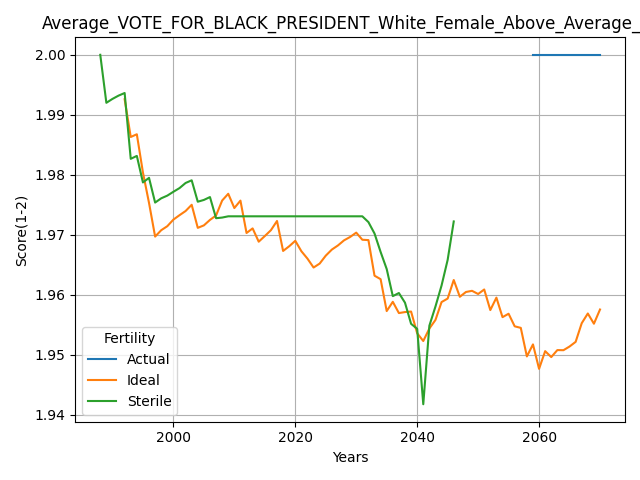 Average_VOTE_FOR_BLACK_PRESIDENT_White_Female_Above_Average_
2.00
1.99
1.98
1.97
1.96
1.95
1.94
Score(1-2)
Fertility
Actual
Ideal
Sterile
2000 2020 2040 2060
Years